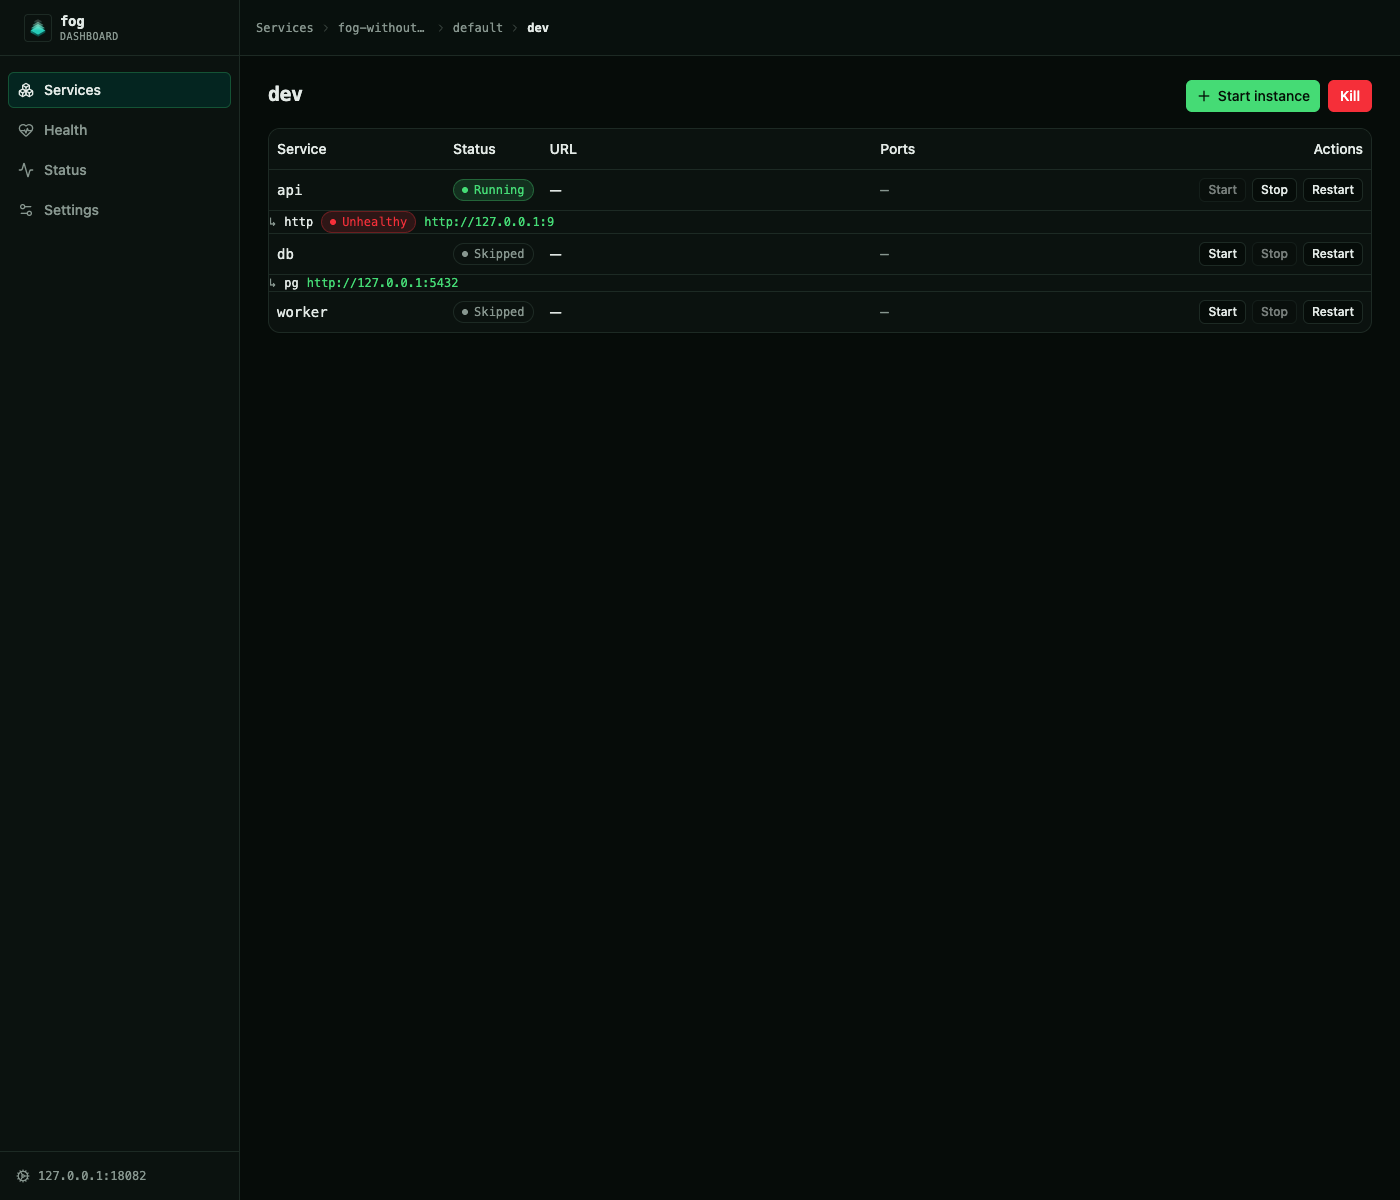 fog
DASHBOARD
Services
Health
Status
Settings
127.0.0.1:18082
Services > fog-without… > default > dev
dev
+ Start instance Kill
Service Status URL Ports Actions
api Running — — Start Stop Restart
↳ http Unhealthy http://127.0.0.1:9
db Skipped — — Start Stop Restart
↳ pg http://127.0.0.1:5432
worker Skipped — — Start Stop Restart